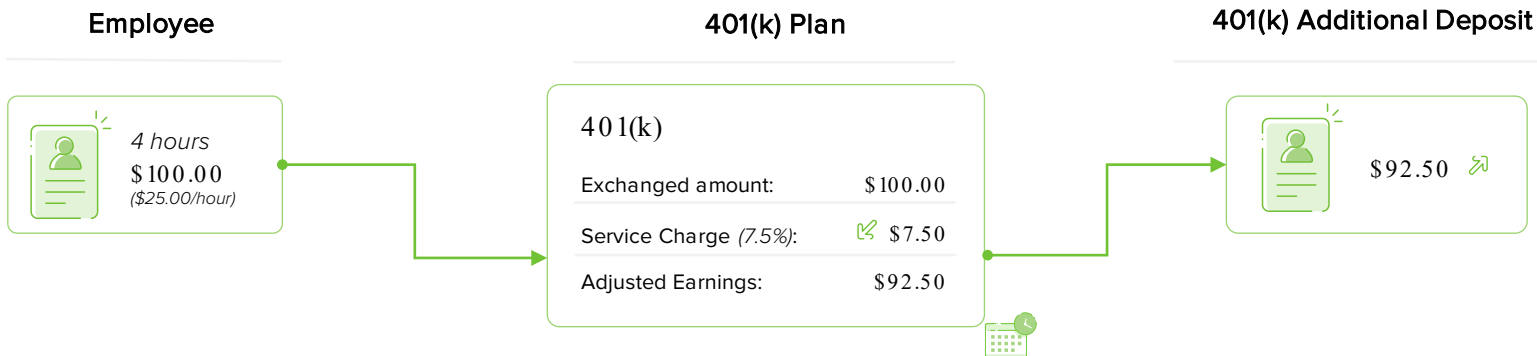 Employee
4 hours
$100.00
($25.00/hour)
401(k) Plan
401(k)
Exchanged amount: $100.00
Service Charge (7.5%): $7.50
Adjusted Earnings: $92.50
401(k) Additional Deposit
$92.50